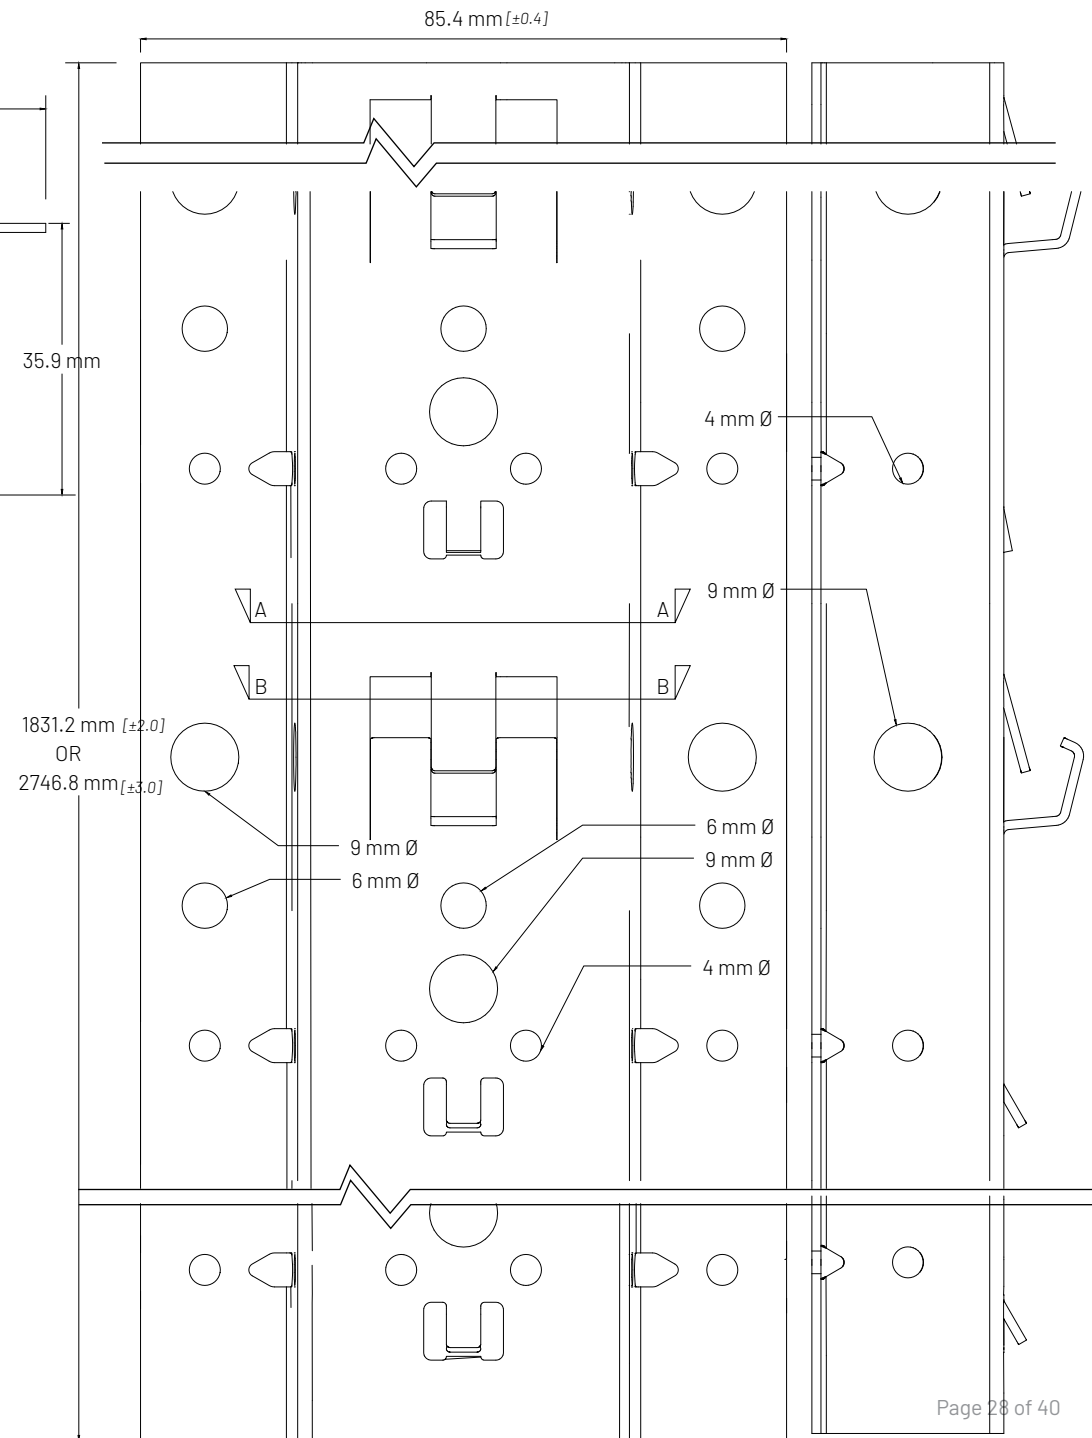 85.4 mm [±0.4]
35.9 mm
4 mm Ø
A A
9 mm Ø
B B
1831.2 mm [±2.0]
OR
2746.8 mm [±3.0]
9 mm Ø
6 mm Ø
6 mm Ø
9 mm Ø
4 mm Ø
Page 28 of 40